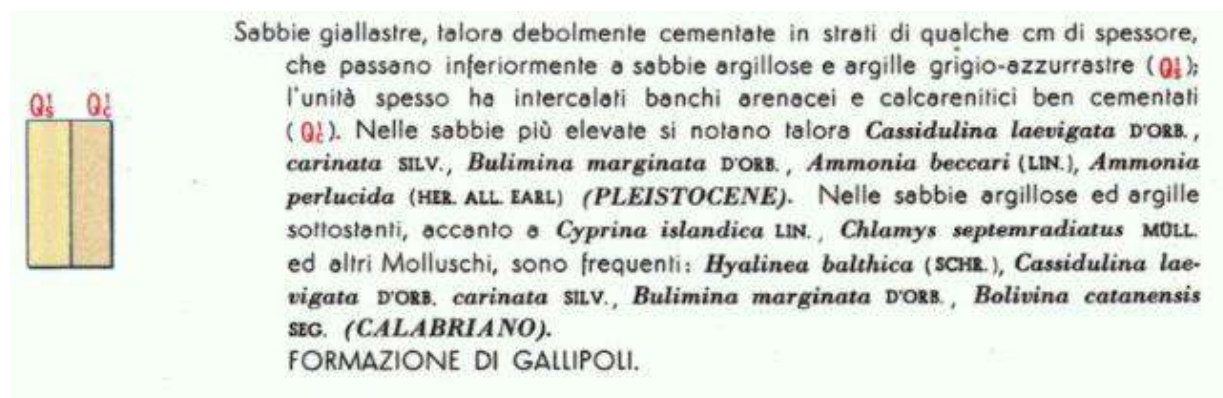 Sabbie giallastre, talora debolmente cementate in strati di qualche cm di spessore,
che passano inferiormente a sabbie argillose e argille grigio-azzurrastre (Q¹s);
Q¹s Q¹c
l'unità spesso ha intercalati banchi arenacei e calcarenitici ben cementati
(Q¹c). Nelle sabbie più elevate si notano talora Cassidulina laevigata D'ORB.,
carinata SILV., Bulimina marginata D'ORB., Ammonia beccari (LIN.), Ammonia
perlucida (HER. ALL. EARL) (PLEISTOCENE). Nelle sabbie argillose ed argille
sottostanti, accanto a Cyprina islandica LIN., Chlamys septemradiatus MÜLL.
ed altri Molluschi, sono frequenti: Hyalinea balthica (SCHR.), Cassidulina lae-
vigata D'ORB. carinata SILV., Bulimina marginata D'ORB., Bolivina catanensis
SEG. (CALABRIANO).
FORMAZIONE DI GALLIPOLI.